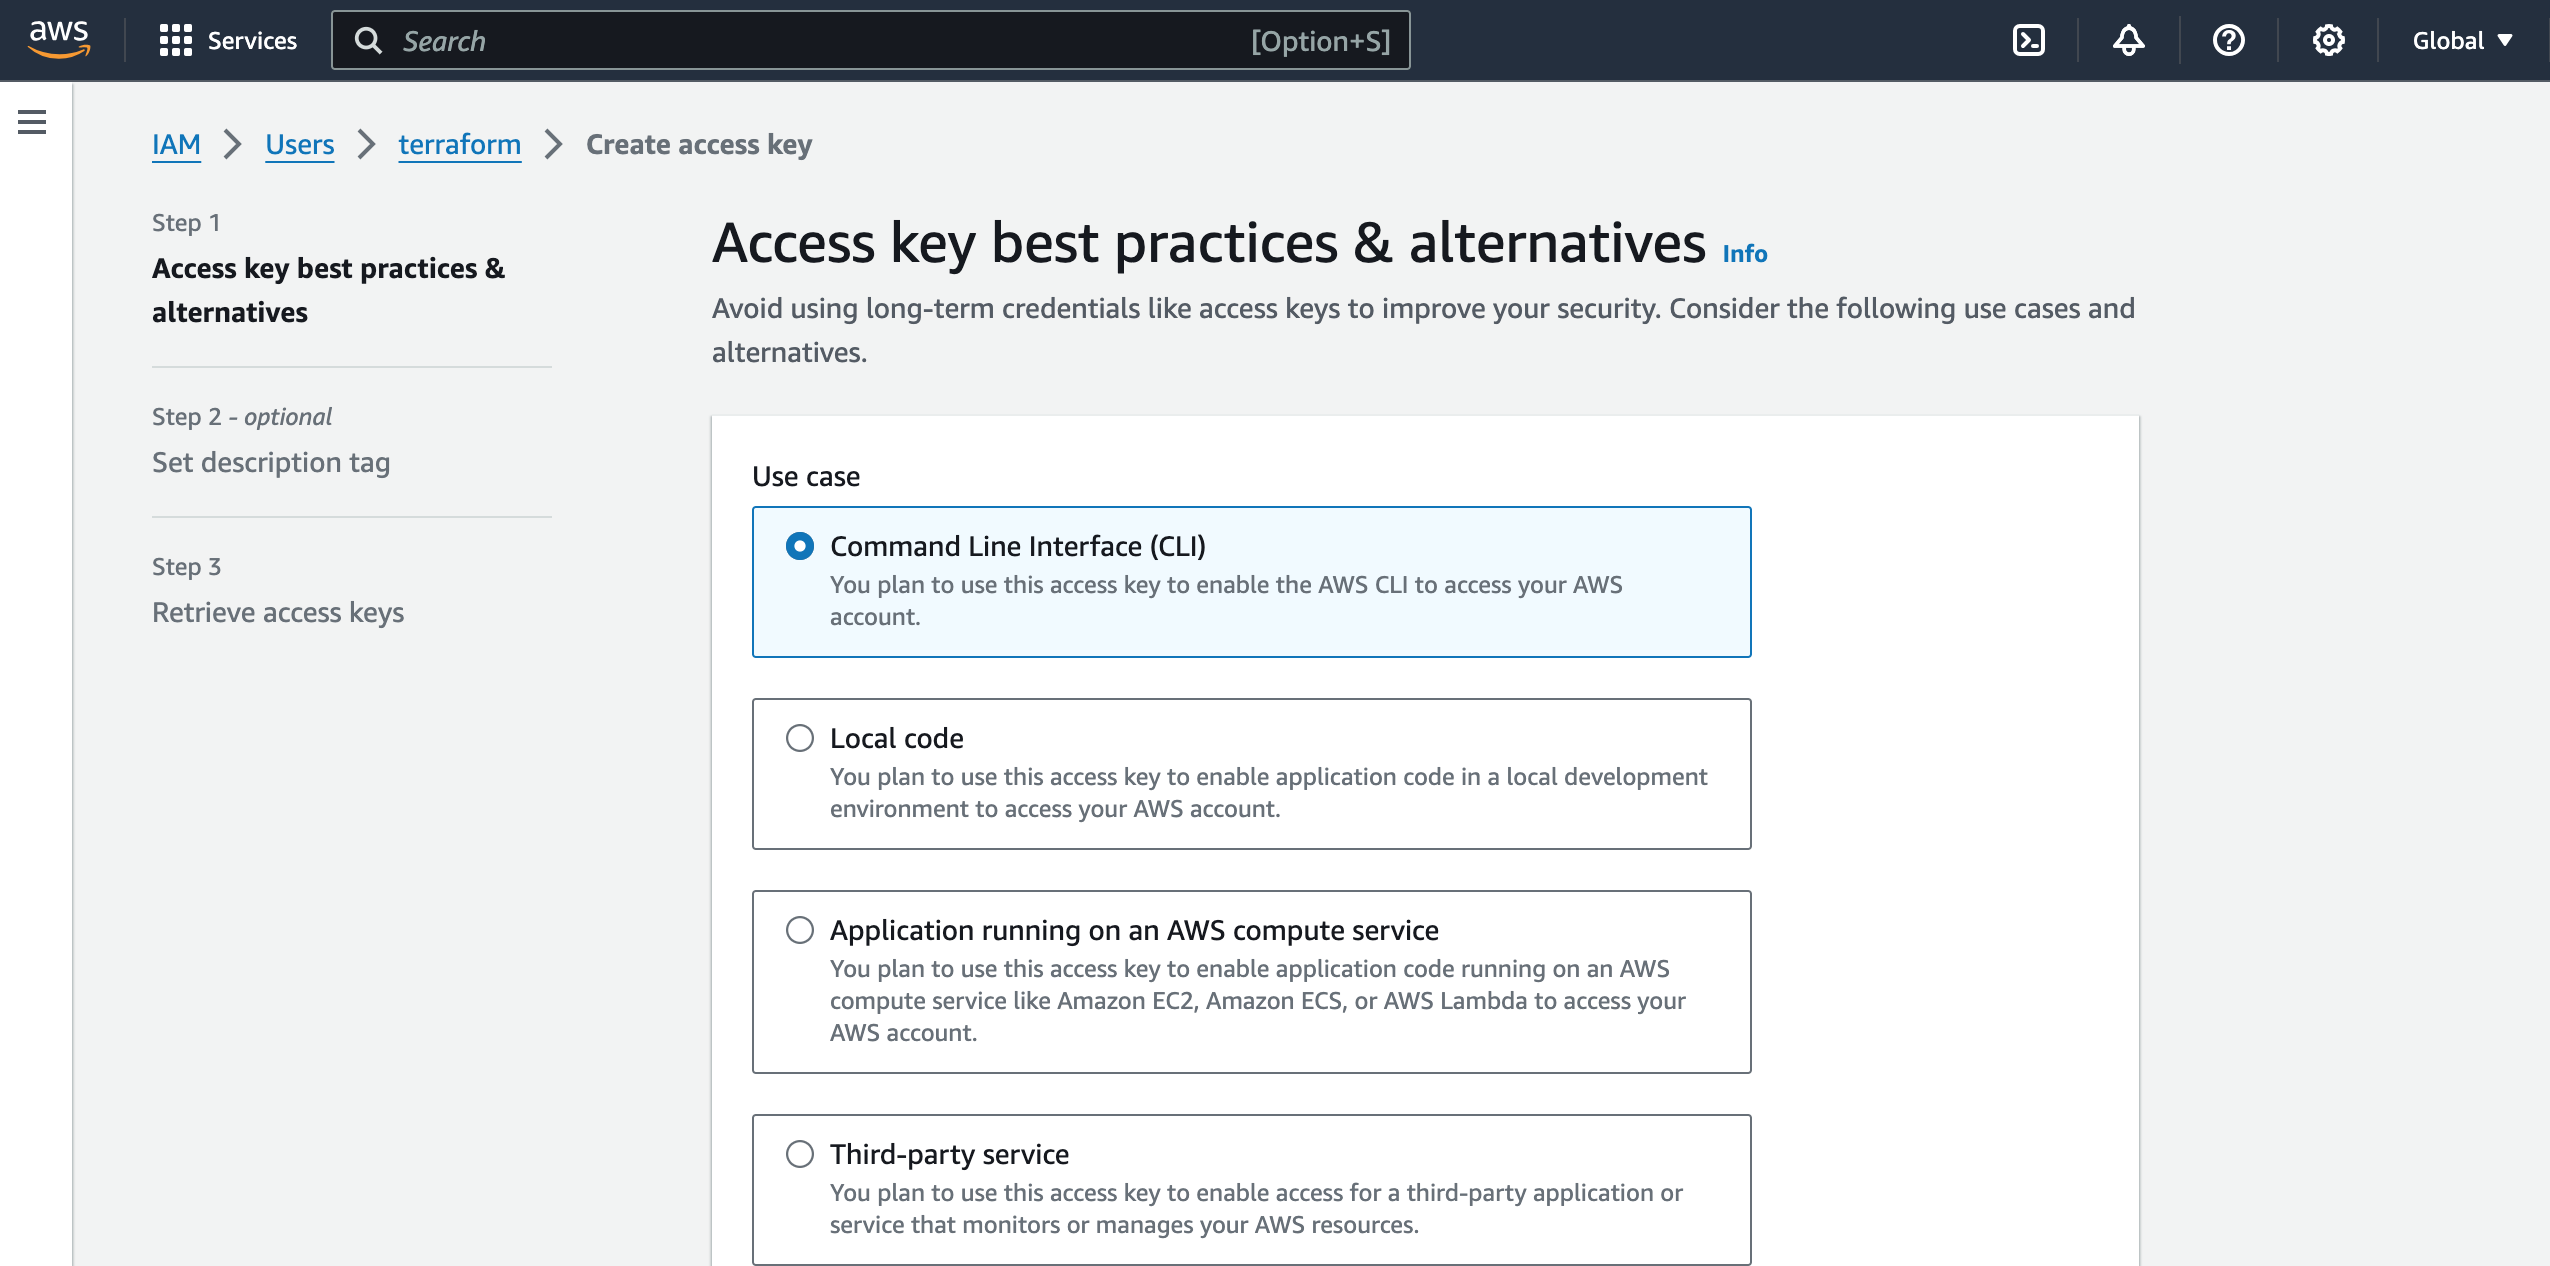 aws
Services
Search
[Option+S]
Global
IAM
Users
terraform
Create access key
Step 1
Access key best practices &
alternatives
Step 2 - optional
Set description tag
Step 3
Retrieve access keys
Access key best practices & alternatives Info
Avoid using long-term credentials like access keys to improve your security. Consider the following use cases and
alternatives.
Use case
Command Line Interface (CLI)
You plan to use this access key to enable the AWS CLI to access your AWS
account.
Local code
You plan to use this access key to enable application code in a local development
environment to access your AWS account.
Application running on an AWS compute service
You plan to use this access key to enable application code running on an AWS
compute service like Amazon EC2, Amazon ECS, or AWS Lambda to access your
AWS account.
Third-party service
You plan to use this access key to enable access for a third-party application or
service that monitors or manages your AWS resources.